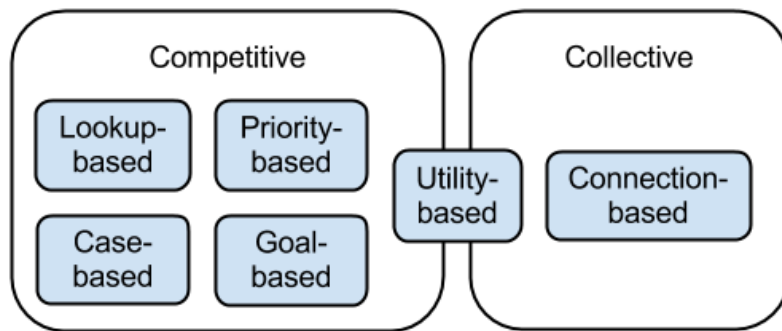 Competitive
Collective
Lookup-
based
Priority-
based
Utility-
based
Connection-
based
Case-
based
Goal-
based